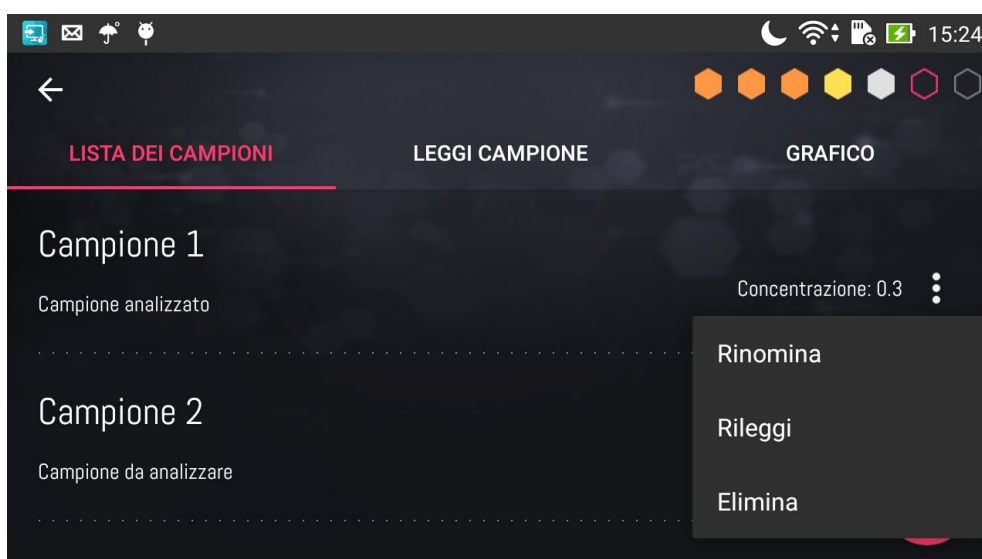 15:24
LISTA DEI CAMPIONI
LEGGI CAMPIONE
GRAFICO
Campione 1
Campione analizzato
Concentrazione: 0.3
Rinomina
Campione 2
Rileggi
Campione da analizzare
Elimina